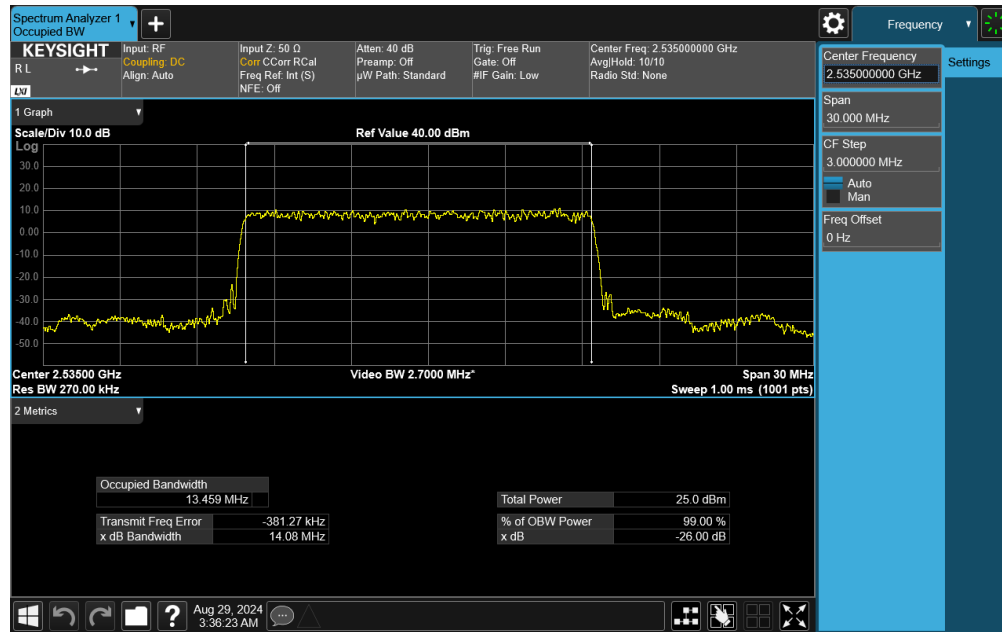 Spectrum Analyzer 1
Occupied BW
Frequency
KEYSIGHT
R L
LXI
Input: RF
Coupling: DC
Align: Auto
Input Z: 50 Ω
Corr CCorr RCal
Freq Ref: Int (S)
NFE: Off
Atten: 40 dB
Preamp: Off
µW Path: Standard
Trig: Free Run
Gate: Off
#IF Gain: Low
Center Freq: 2.535000000 GHz
Avg|Hold: 10/10
Radio Std: None
Center Frequency
2.535000000 GHz
Settings
Span
30.000 MHz
CF Step
3.000000 MHz
Auto
Man
Freq Offset
0 Hz
1 Graph
Scale/Div 10.0 dB
Ref Value 40.00 dBm
Log
30.0
20.0
10.0
0.00
-10.0
-20.0
-30.0
-40.0
-50.0
Center 2.53500 GHz
Video BW 2.7000 MHz*
Span 30 MHz
Res BW 270.00 kHz
Sweep 1.00 ms (1001 pts)
2 Metrics
Occupied Bandwidth
13.459 MHz
Total Power 25.0 dBm
Transmit Freq Error -381.27 kHz
% of OBW Power 99.00 %
x dB Bandwidth 14.08 MHz
x dB -26.00 dB
?
Aug 29, 2024
3:36:23 AM